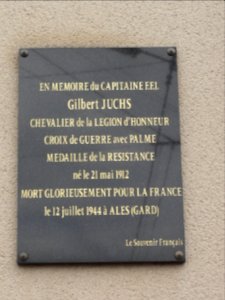 EN MÉMOIRE du CAPITAINE F.F.I.
Gilbert JUCHS
CHEVALIER de la LEGION d'HONNEUR
CROIX de GUERRE avec PALME
MEDAILLE de la RESISTANCE
né le 21 mai 1912
MORT GLORIEUSEMENT POUR LA FRANCE
le 12 juillet 1944 à ALES (GARD)
Le Souvenir Français